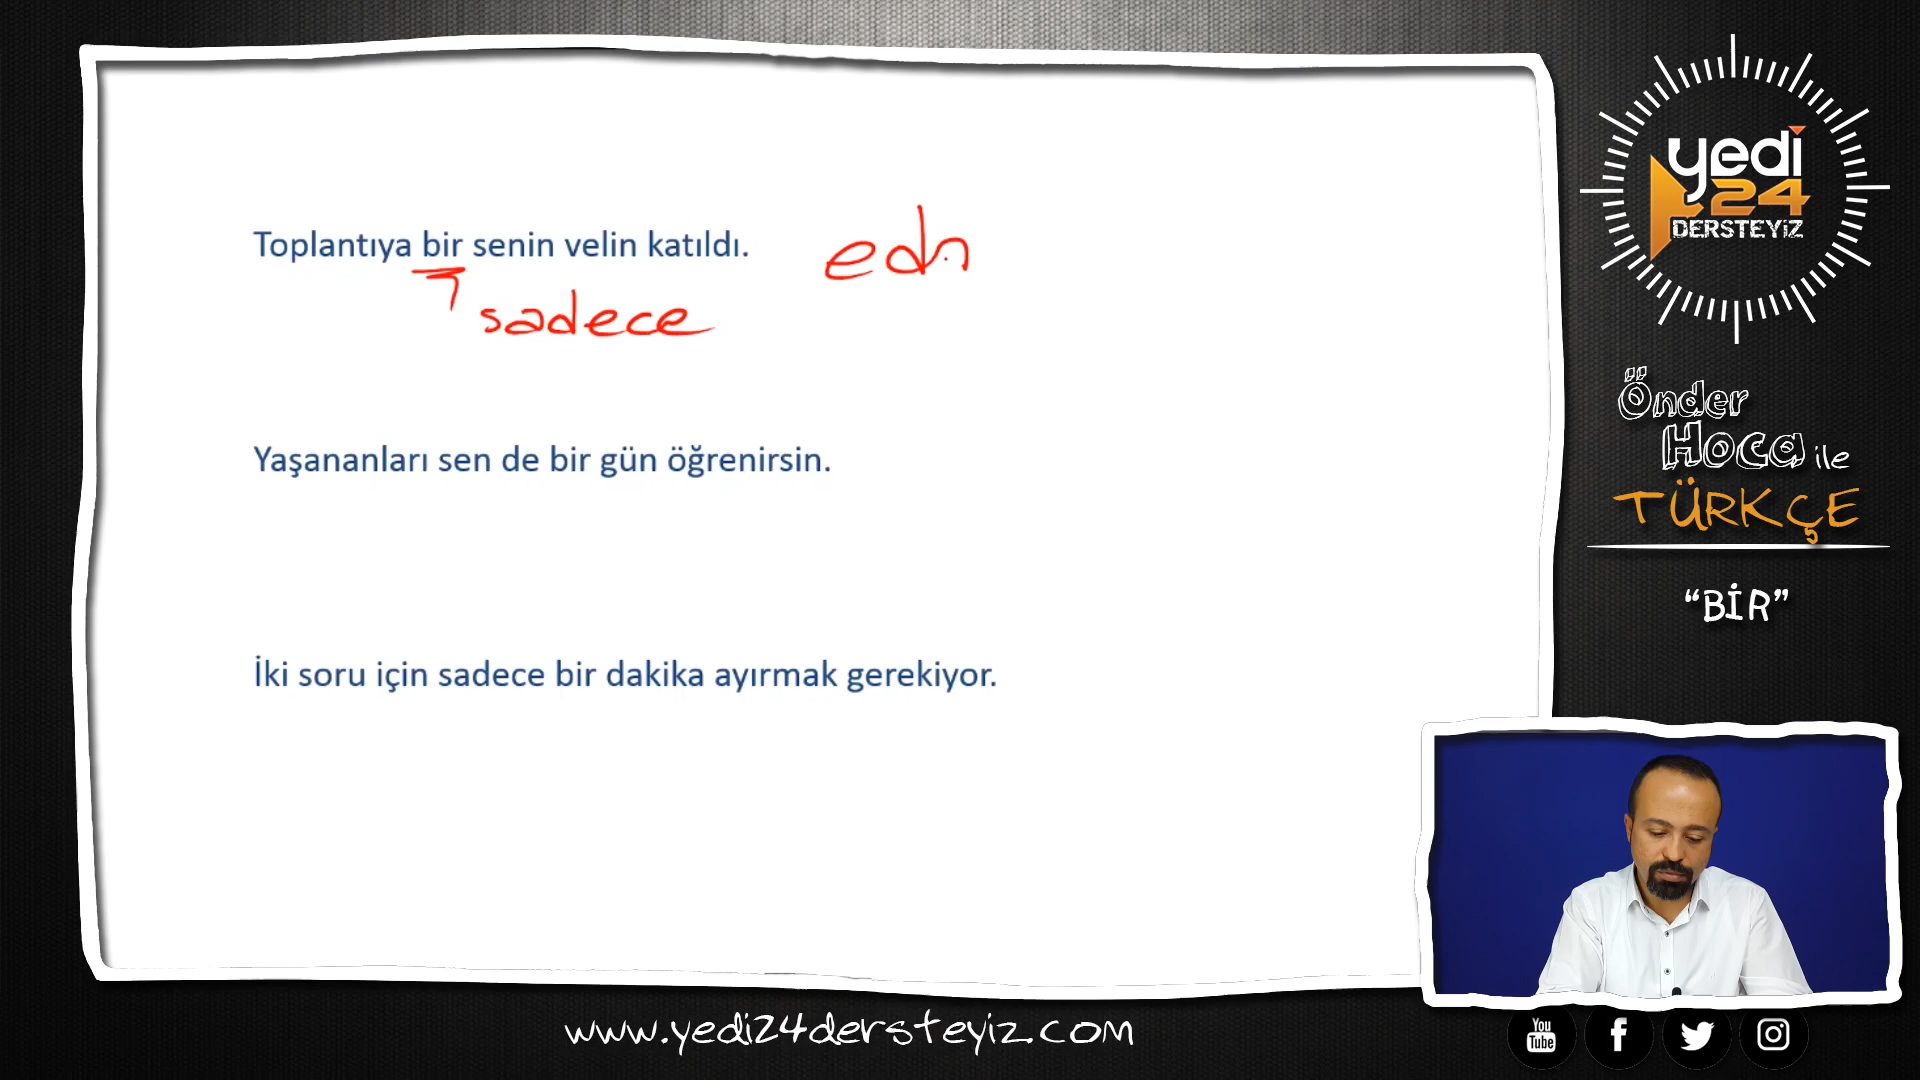 Toplantıya bir senin velin katıldı.
sadece
Yaşananları sen de bir gün öğrenirsin.
İki soru için sadece bir dakika ayırmak gerekiyor.
yedi
24
DERSTEYİZ
Önder
Hoca ile
TÜRKÇE
“BİR”
www.yedi24dersteyiz.com
You
Tube